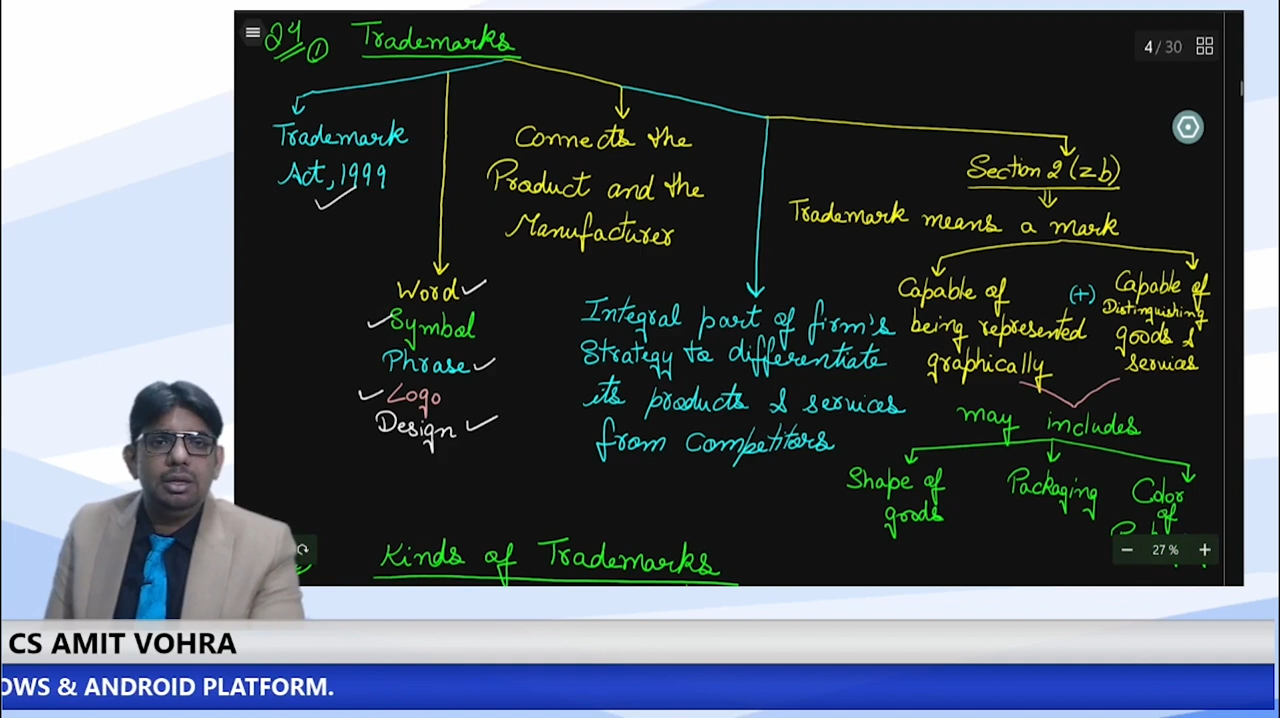 24 ① Trademarks
4 / 30
Trademark
Act, 1999
Word
Symbol
Phrase
Logo
Design
Connects the
Product and the
Manufacturer
Integral part of firm's
Strategy to differentiate
its products & services
from competitors
Section 2 (zb)
Trademark means a mark
Capable of
being represented
graphically
(+)
Capable of
Distinguishing
goods &
services
may includes
Shape of
goods
Packaging
Color
of
27 %
Kinds of Trademarks
CS AMIT VOHRA
OWS & ANDROID PLATFORM.